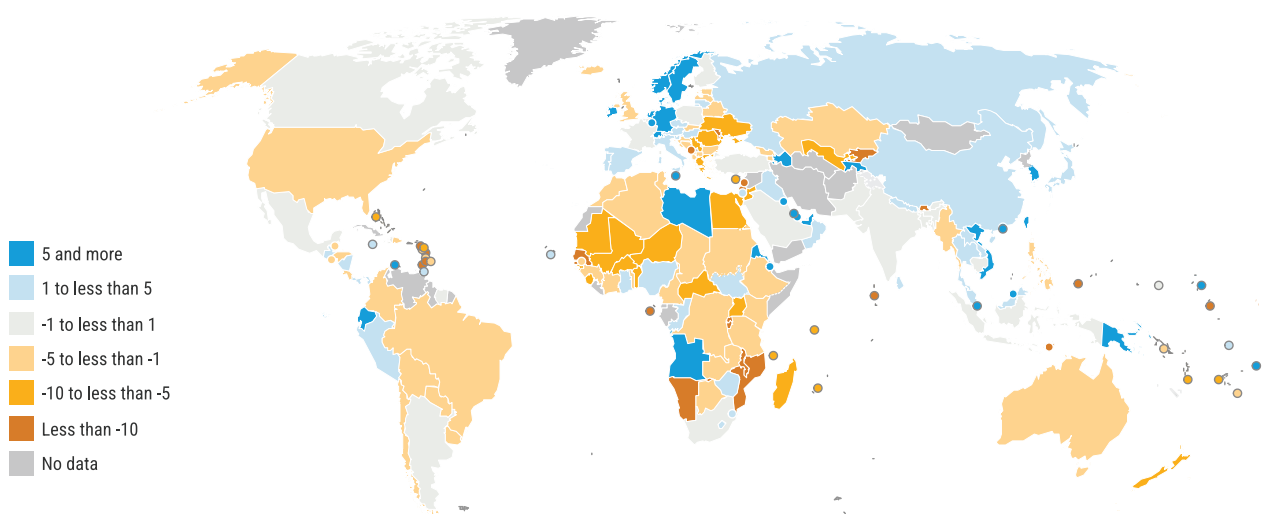 5 and more
1 to less than 5
-1 to less than 1
-5 to less than -1
-10 to less than -5
Less than -10
No data